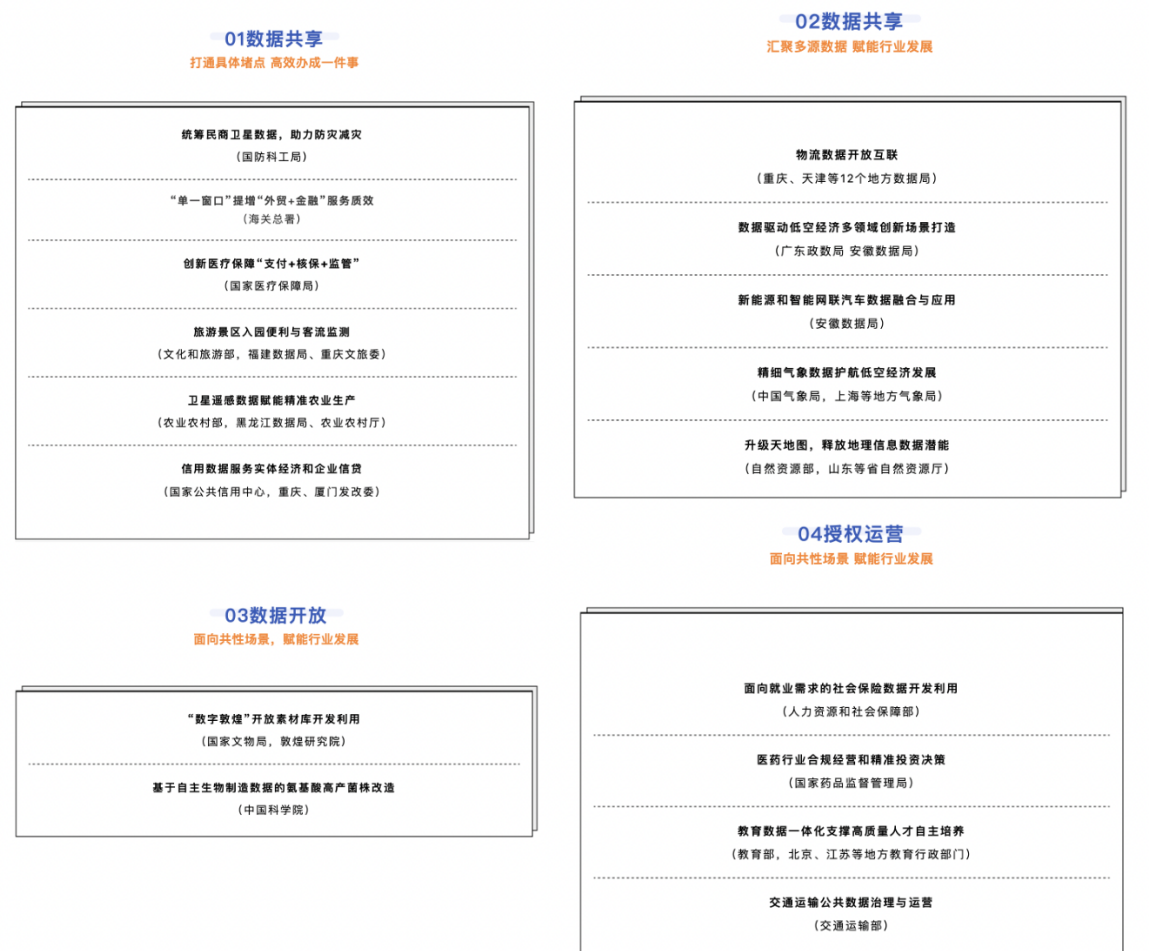 01数据共享
打通具体堵点 高效办成一件事
统筹民商卫星数据，助力防灾减灾
（国防科工局）
“单一窗口”提增“外贸+金融”服务质效
（海关总署）
创新医疗保障“支付+核保+监管”
（国家医疗保障局）
旅游景区入园便利与客流监测
（文化和旅游部，福建数据局、重庆文旅委）
卫星遥感数据赋能精准农业生产
（农业农村部，黑龙江数据局、农业农村厅）
信用数据服务实体经济和企业信贷
（国家公共信用中心，重庆、厦门发改委）
02数据共享
汇聚多源数据 赋能行业发展
物流数据开放互联
（重庆、天津等12个地方数据局）
数据驱动低空经济多领域创新场景打造
（广东政数局 安徽数据局）
新能源和智能网联汽车数据融合与应用
（安徽数据局）
精细气象数据护航低空经济发展
（中国气象局，上海等地方气象局）
升级天地图，释放地理信息数据潜能
（自然资源部，山东等省自然资源厅）
03数据开放
面向共性场景，赋能行业发展
“数字敦煌”开放素材库开发利用
（国家文物局，敦煌研究院）
基于自主生物制造数据的氨基酸高产菌株改造
（中国科学院）
04授权运营
面向共性场景 赋能行业发展
面向就业需求的社会保险数据开发利用
（人力资源和社会保障部）
医药行业合规经营和精准投资决策
（国家药品监督管理局）
教育数据一体化支撑高质量人才自主培养
（教育部，北京、江苏等地方教育行政部门）
交通运输公共数据治理与运营
（交通运输部）